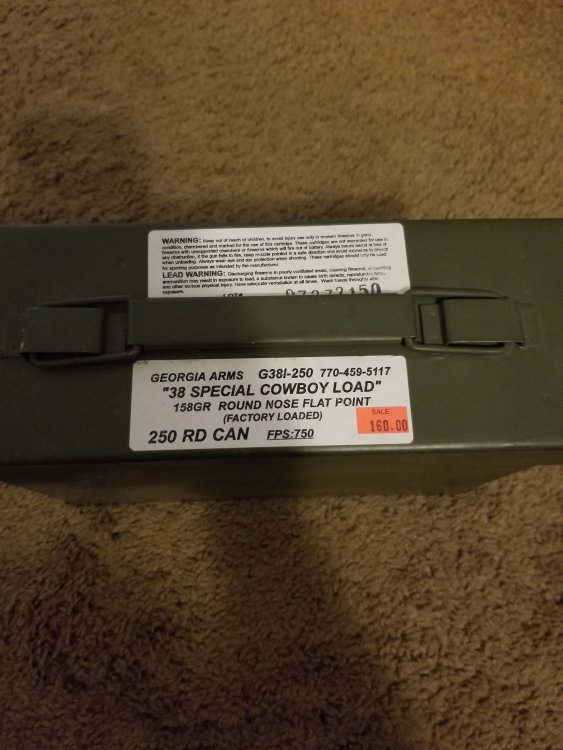 WARNING: Keep out of reach of children, to avoid injury use only in modern firearms in good
condition, chambered and marked for the use of this cartridge. These cartridges are not warranted for use in
firearms with unsupported chambers or firearms which will fire out of battery. Always insure barrel is free of
any obstruction. If the gun fails to fire, keep muzzle pointed in a safe direction and avoid exposure to breech
when unloading. Always wear eye and ear protection when shooting. These cartridges should only be used
for sporting purposes as intended by the manufacturer.
LEAD WARNING: Discharging firearms in poorly ventilated areas, cleaning firearms, or handling
ammunition may result in exposure to lead, a substance known to cause birth defects, reproductive harm,
and other serious physical injury. Have adequate ventilation at all times. Wash hands thoroughly after
exposure.
LOT#
GEORGIA ARMS G38I-250 770-459-5117
"38 SPECIAL COWBOY LOAD"
158GR ROUND NOSE FLAT POINT
(FACTORY LOADED)
250 RD CAN FPS:750
SALE
160.00